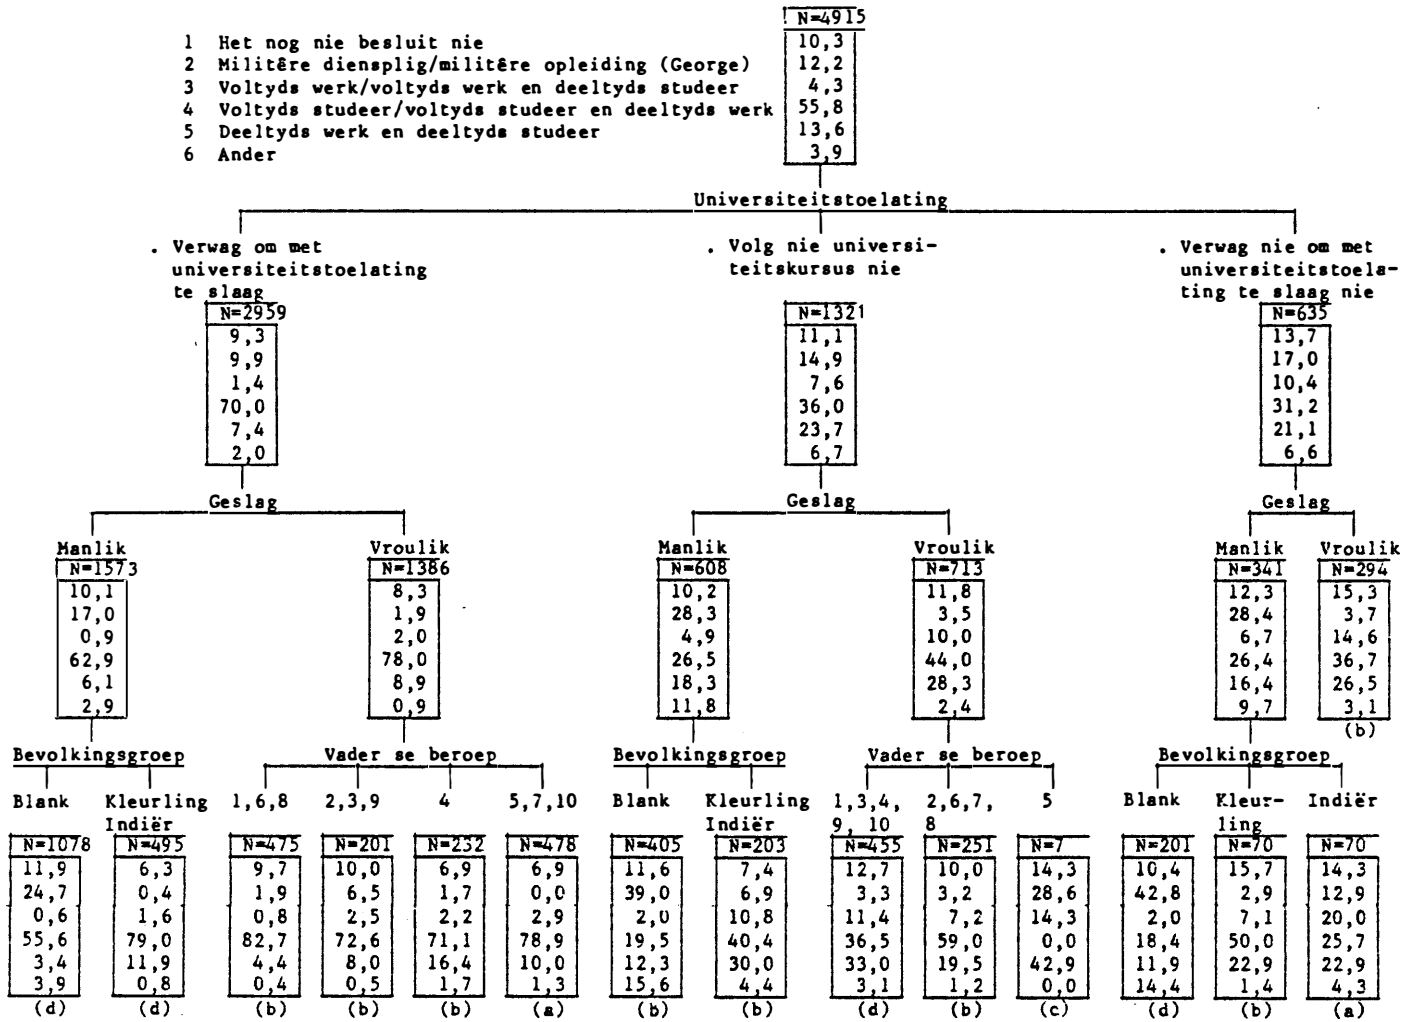 ! N=4915
1 Het nog nie besluit nie 10,3
2 Militêre diensplig/militêre opleiding (George) 12,2
3 Voltyds werk/voltyds werk en deeltyds studeer 4,3
4 Voltyds studeer/voltyds studeer en deeltyds werk 55,8
5 Deeltyds werk en deeltyds studeer 13,6
6 Ander 3,9
Universiteitstoelating
. Verwag om met
universiteitstoelating
te slaag
N=2959
9,3
9,9
1,4
70,0
7,4
2,0
. Volg nie universi-
teitskursus nie
N=1321
11,1
14,9
7,6
36,0
23,7
6,7
. Verwag nie om met
universiteitstoela-
ting te slaag nie
N=635
13,7
17,0
10,4
31,2
21,1
6,6
Geslag Geslag Geslag
Manlik
N=1573
10,1
17,0
0,9
62,9
6,1
2,9
Vroulik
N=1386
8,3
1,9
2,0
78,0
8,9
0,9
Manlik
N=608
10,2
28,3
4,9
26,5
18,3
11,8
Vroulik
N=713
11,8
3,5
10,0
44,0
28,3
2,4
Manlik
N=341
12,3
28,4
6,7
26,4
16,4
9,7
Vroulik
N=294
15,3
3,7
14,6
36,7
26,5
3,1
(b)
Bevolkingsgroep Vader se beroep Bevolkingsgroep Vader se beroep Bevolkingsgroep
Blank
N=1078
11,9
24,7
0,6
55,6
3,4
3,9
(d)
Kleurling
Indiër
N=495
6,3
0,4
1,6
79,0
11,9
0,8
(d)
1,6,8
N=475
9,7
1,9
0,8
82,7
4,4
0,4
(b)
2,3,9
N=201
10,0
6,5
2,5
72,6
8,0
0,5
(b)
4
N=232
6,9
1,7
2,2
71,1
16,4
1,7
(b)
5,7,10
N=478
6,9
0,0
2,9
78,9
10,0
1,3
(a)
Blank
N=405
11,6
39,0
2,0
19,5
12,3
15,6
(b)
Kleurling
Indiër
N=203
7,4
6,9
10,8
40,4
30,0
4,4
(b)
1,3,4,
9, 10
N=455
12,7
3,3
11,4
36,5
33,0
3,1
(d)
2,6,7,
8
N=251
10,0
3,2
7,2
59,0
19,5
1,2
(b)
5
N=7
14,3
28,6
14,3
0,0
42,9
0,0
(c)
Blank
N=201
10,4
42,8
2,0
18,4
11,9
14,4
(d)
Kleur-
ling
N=70
15,7
2,9
7,1
50,0
22,9
1,4
(b)
Indiër
N=70
14,3
12,9
20,0
25,7
22,9
4,3
(a)